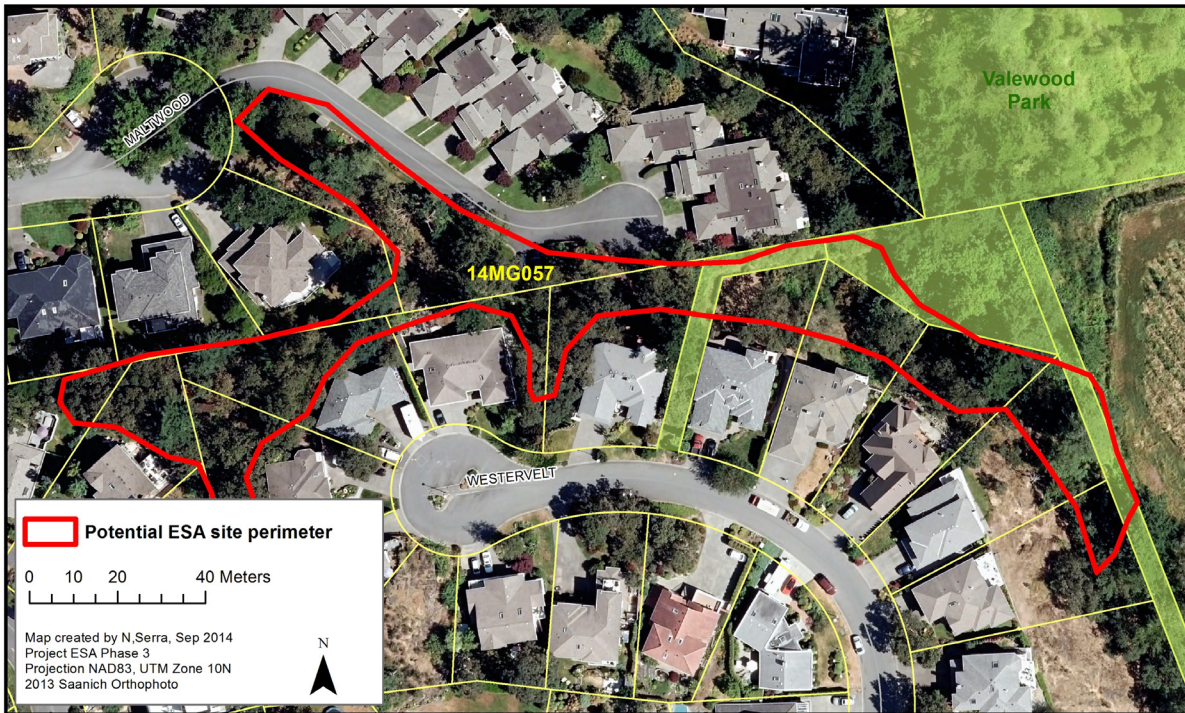 Valewood
Park
MALTWOOD
14MG057
WESTERVELT
Potential ESA site perimeter
0 10 20 40 Meters
Map created by N,Serra, Sep 2014
Project ESA Phase 3
Projection NAD83, UTM Zone 10N
2013 Saanich Orthophoto
N